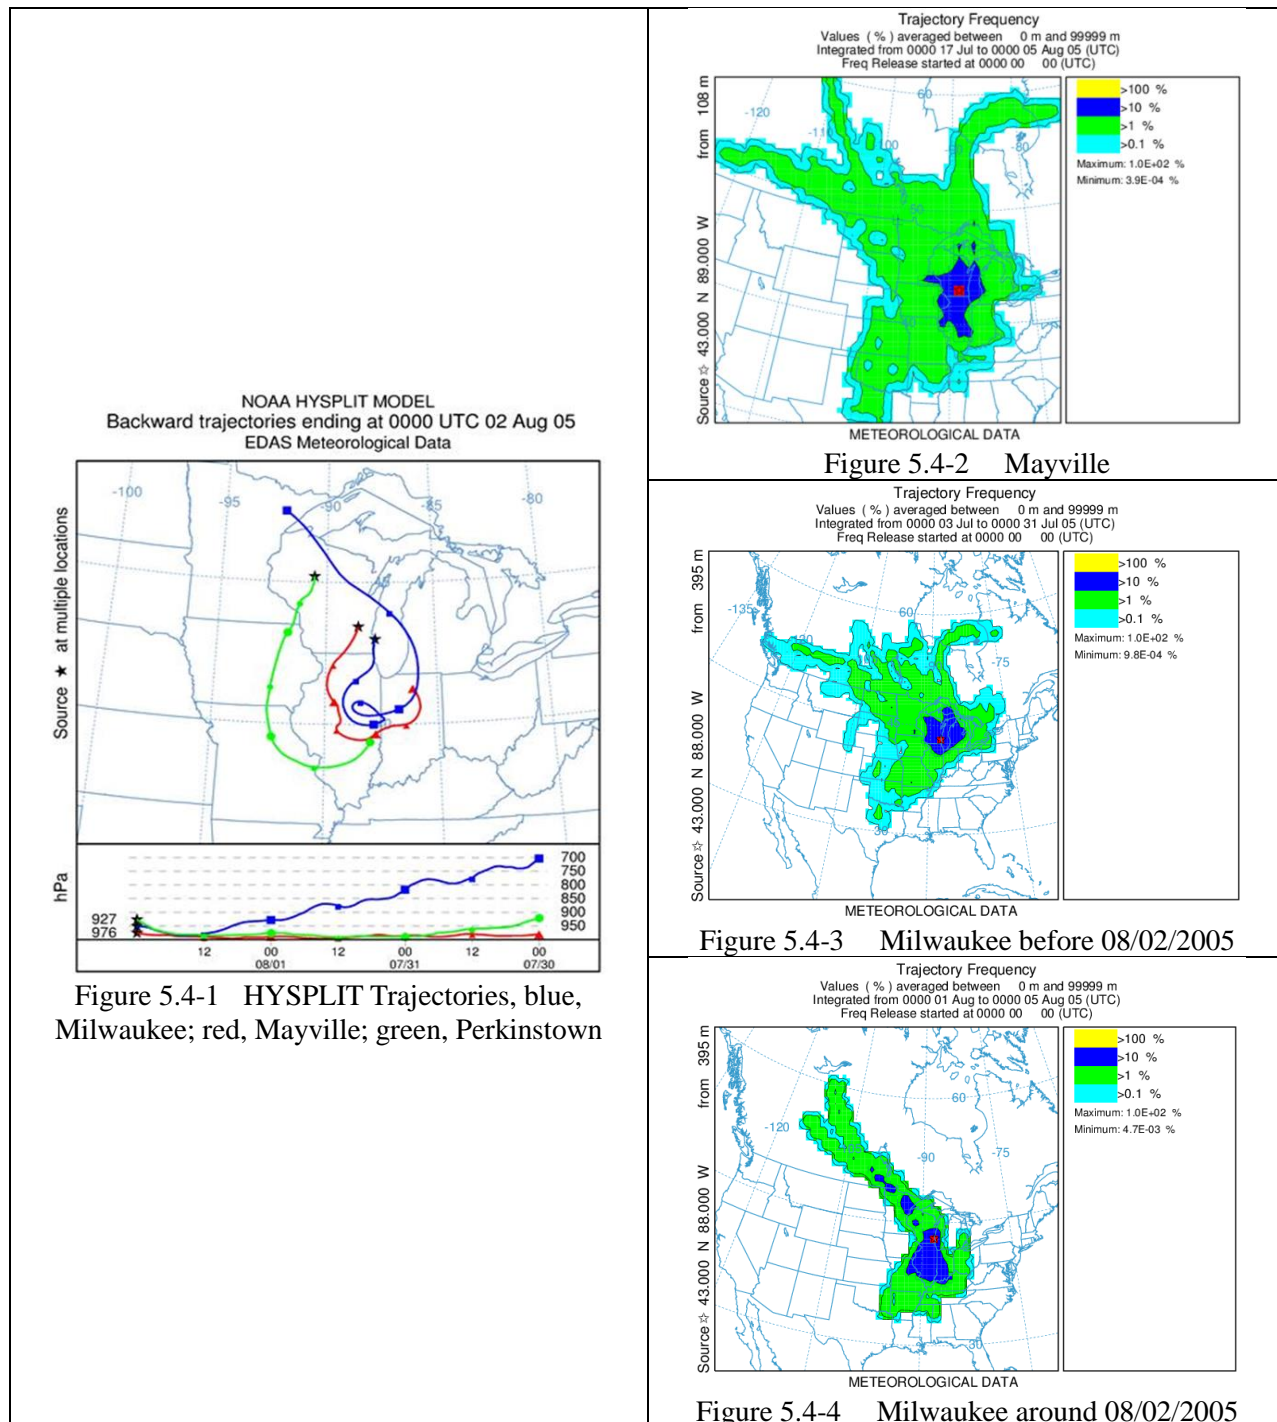 NOAA HYSPLIT MODEL
Backward trajectories ending at 0000 UTC 02 Aug 05
EDAS Meteorological Data
Source ★ at multiple locations
-100
-95
-90
-85
-80
40
hPa
700
750
800
850
900
950
927
976
12 00 12 00 12 00
08/01 07/31 07/30
Figure 5.4-1 HYSPLIT Trajectories, blue,
Milwaukee; red, Mayville; green, Perkinstown
Trajectory Frequency
Values ( % ) averaged between 0 m and 99999 m
Integrated from 0000 17 Jul to 0000 05 Aug 05 (UTC)
Freq Release started at 0000 00 00 (UTC)
Source ☆ 43.000 N 89.000 W from 108 m
-120
-110
-100
60
-90
-80
50
40
>100 %
>10 %
>1 %
>0.1 %
Maximum: 1.0E+02 %
Minimum: 3.9E-04 %
METEOROLOGICAL DATA
Figure 5.4-2 Mayville
Trajectory Frequency
Values ( % ) averaged between 0 m and 99999 m
Integrated from 0000 03 Jul to 0000 31 Jul 05 (UTC)
Freq Release started at 0000 00 00 (UTC)
Source ☆ 43.000 N 88.000 W from 395 m
-135
60
-75
45
30
>100 %
>10 %
>1 %
>0.1 %
Maximum: 1.0E+02 %
Minimum: 9.8E-04 %
METEOROLOGICAL DATA
Figure 5.4-3 Milwaukee before 08/02/2005
Trajectory Frequency
Values ( % ) averaged between 0 m and 99999 m
Integrated from 0000 01 Aug to 0000 05 Aug 05 (UTC)
Freq Release started at 0000 00 00 (UTC)
Source ☆ 43.000 N 88.000 W from 395 m
60
-120
-90
-75
30
>100 %
>10 %
>1 %
>0.1 %
Maximum: 1.0E+02 %
Minimum: 4.7E-03 %
METEOROLOGICAL DATA
Figure 5.4-4 Milwaukee around 08/02/2005